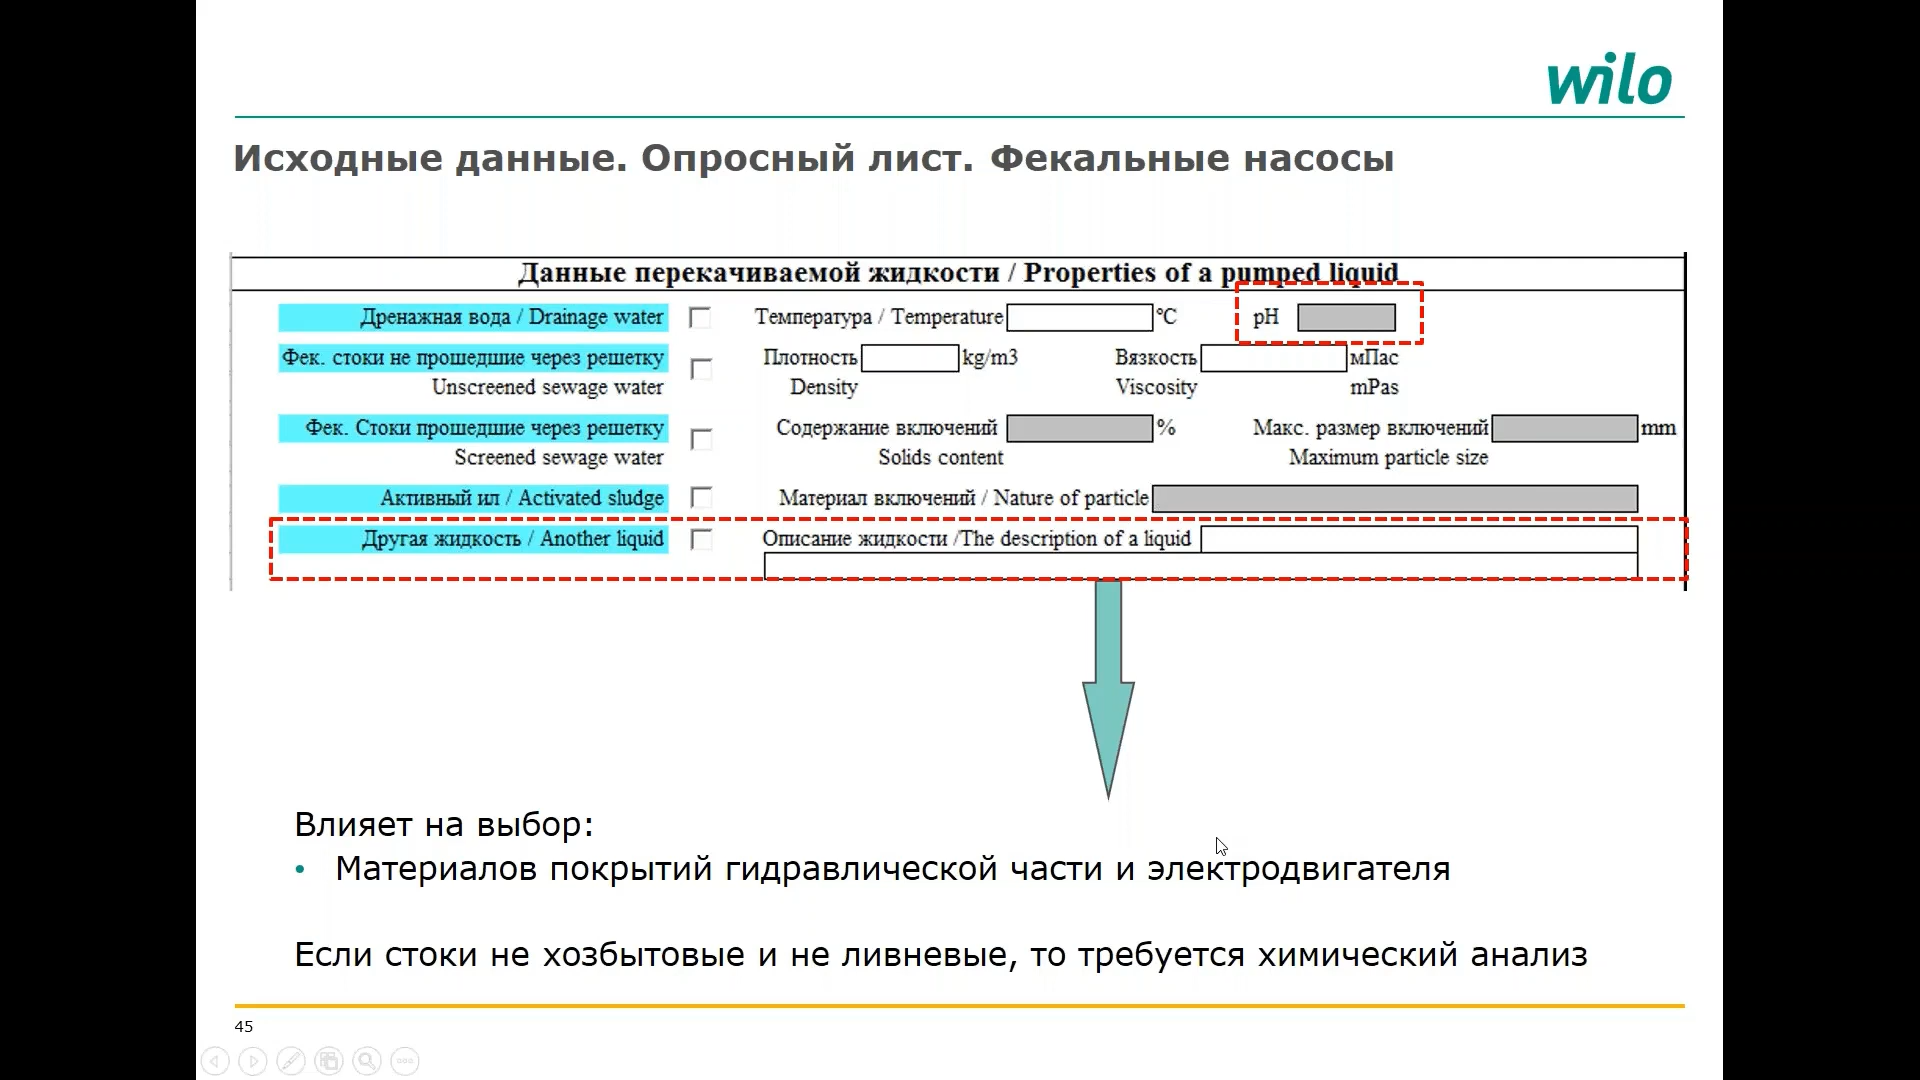 wilo
Исходные данные. Опросный лист. Фекальные насосы
Данные перекачиваемой жидкости / Properties of a pumped liquid
Дренажная вода / Drainage water Температура / Temperature °C pH
Фек. стоки не прошедшие через решетку Плотность kg/m3 Вязкость мПас
Unscreened sewage water Density Viscosity mPas
Фек. Стоки прошедшие через решетку Содержание включений % Макс. размер включений mm
Screened sewage water Solids content Maximum particle size
Активный ил / Activated sludge Материал включений / Nature of particle
Другая жидкость / Another liquid Описание жидкости /The description of a liquid
Влияет на выбор:
• Материалов покрытий гидравлической части и электродвигателя
Если стоки не хозбытовые и не ливневые, то требуется химический анализ
45